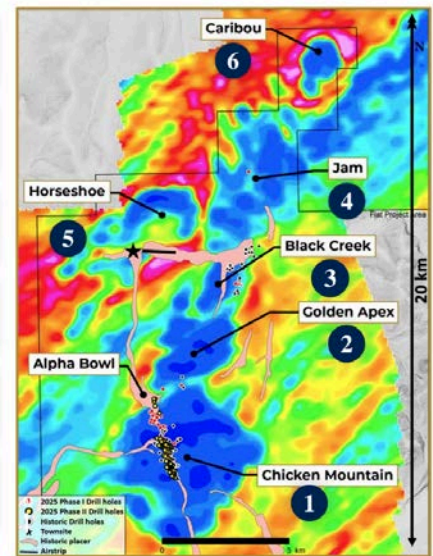 Caribou
6
N
Jam
4
Horseshoe
Flat Project Area
5
Black Creek
3
20 km
Golden Apex
2
Alpha Bowl
Chicken Mountain
1
2025 Phase I Drill holes
2025 Phase II Drill holes
Historic Drill holes
Townsite
Historic placer
Airstrip
0 5 km